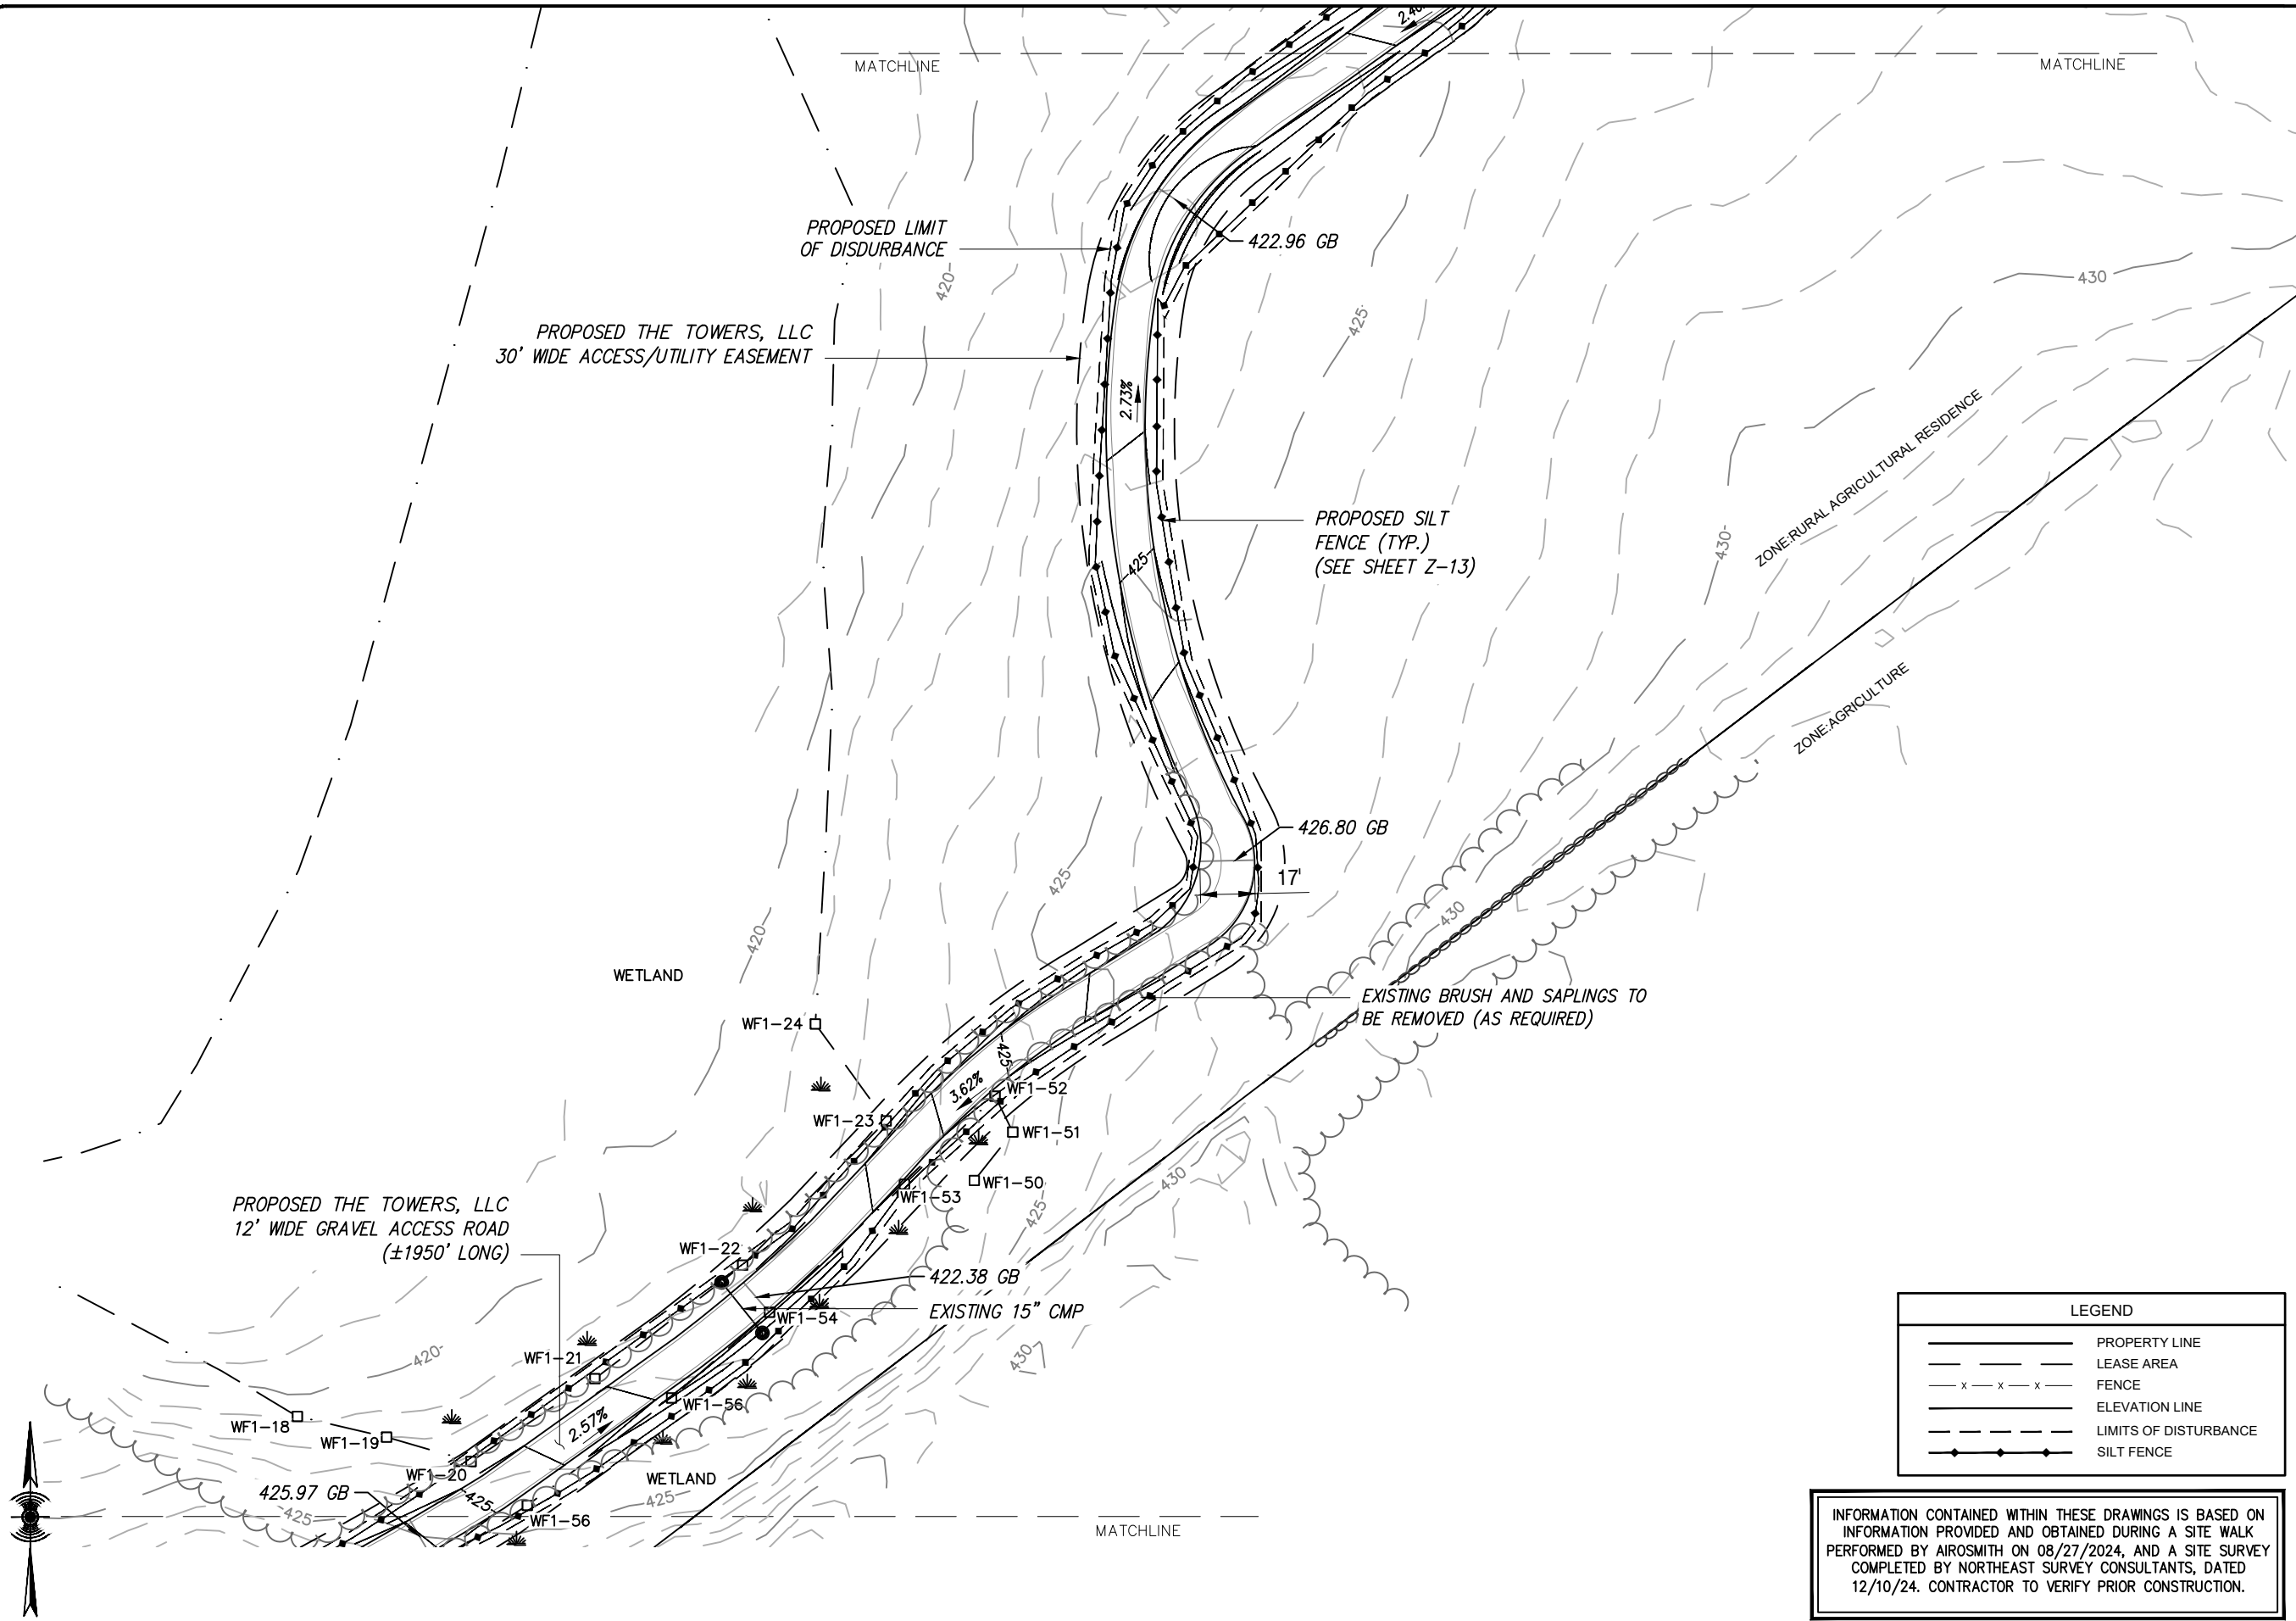 2.4
MATCHLINE
MATCHLINE
PROPOSED LIMIT
OF DISDURBANCE
422.96 GB
420
430
PROPOSED THE TOWERS, LLC
30' WIDE ACCESS/UTILITY EASEMENT
425
2.73%
ZONE:RURAL AGRICULTURAL RESIDENCE
PROPOSED SILT
FENCE (TYP.)
(SEE SHEET Z-13)
430
425
ZONE:AGRICULTURE
426.80 GB
17'
425
430
420
WETLAND
EXISTING BRUSH AND SAPLINGS TO
BE REMOVED (AS REQUIRED)
WF1-24
425
3.62%
WF1-52
WF1-23
WF1-51
WF1-50
430
WF1-53
425
PROPOSED THE TOWERS, LLC
12' WIDE GRAVEL ACCESS ROAD
(±1950' LONG)
WF1-22
422.38 GB
EXISTING 15" CMP
WF1-54
420
WF1-21
430
WF1-56
2.57%
WF1-18
WF1-19
WF1-20
WETLAND
425.97 GB
425
425
425
WF1-56
MATCHLINE
LEGEND
PROPERTY LINE
LEASE AREA
x x x FENCE
ELEVATION LINE
LIMITS OF DISTURBANCE
SILT FENCE
INFORMATION CONTAINED WITHIN THESE DRAWINGS IS BASED ON
INFORMATION PROVIDED AND OBTAINED DURING A SITE WALK
PERFORMED BY AIROSMITH ON 08/27/2024, AND A SITE SURVEY
COMPLETED BY NORTHEAST SURVEY CONSULTANTS, DATED
12/10/24. CONTRACTOR TO VERIFY PRIOR CONSTRUCTION.